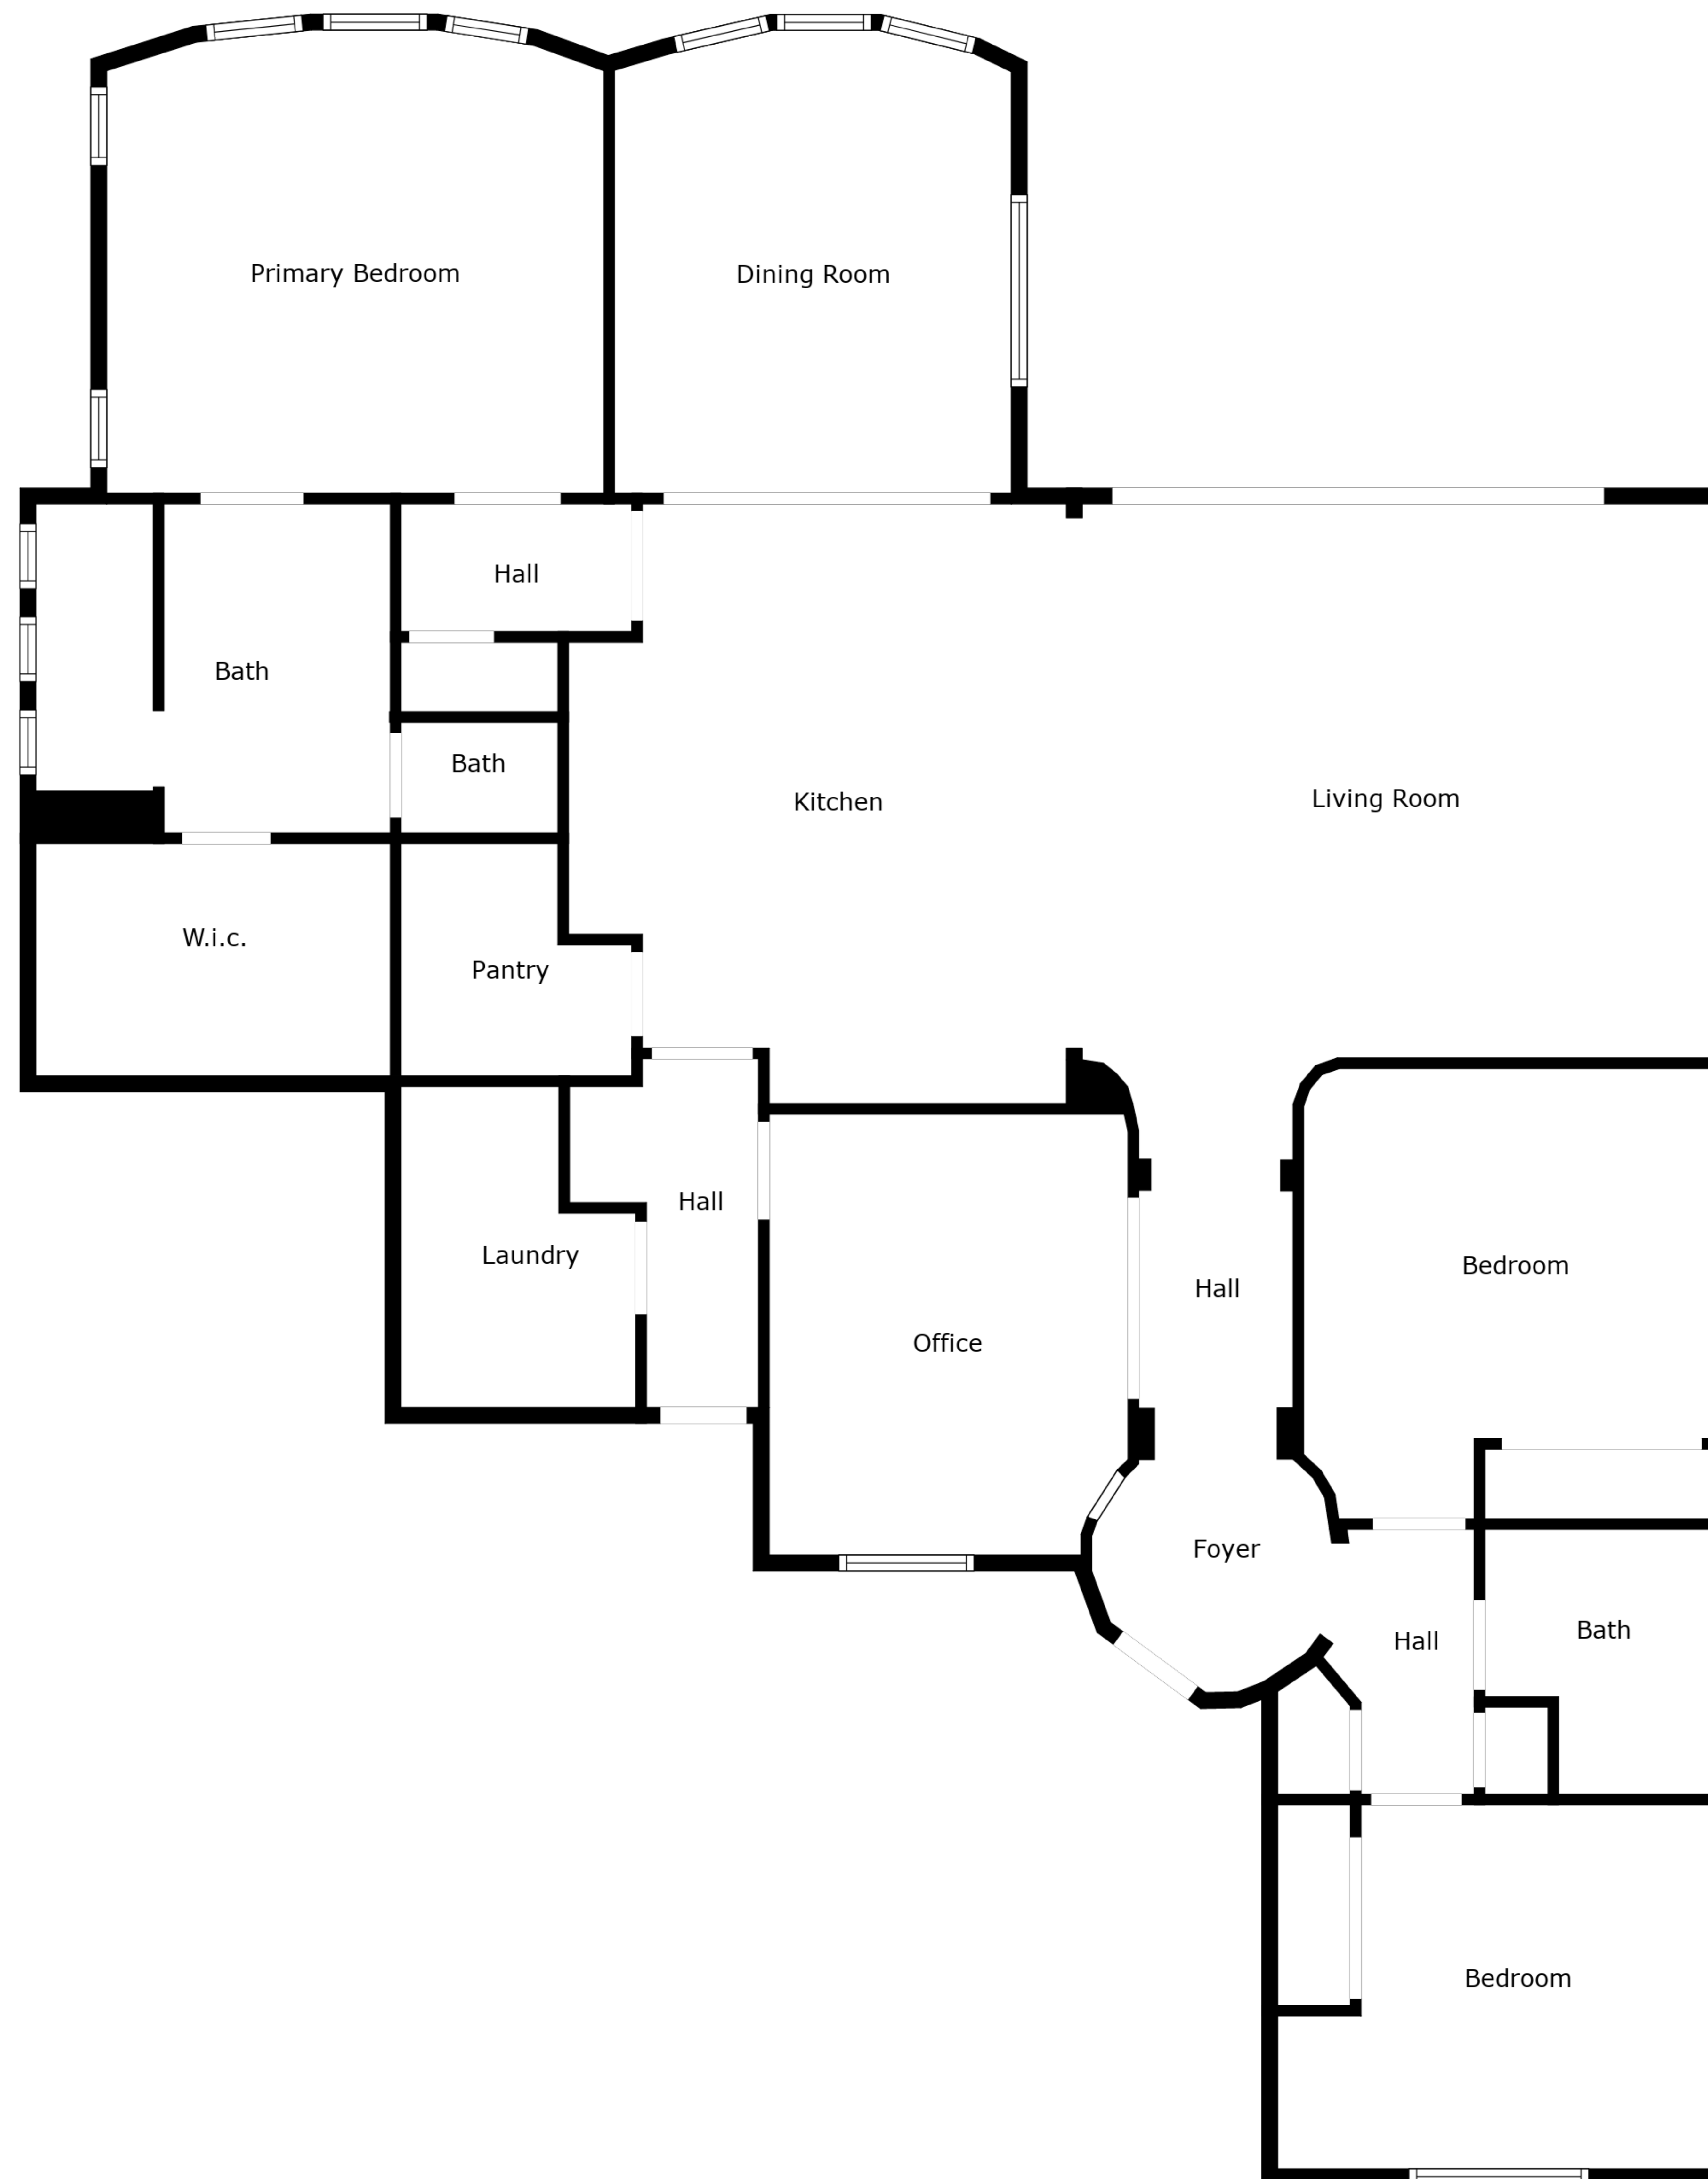 Primary Bedroom
Dining Room
Hall
Bath
Bath
Kitchen
Living Room
W.i.c.
Pantry
Hall
Laundry
Hall
Bedroom
Office
Foyer
Hall
Bath
Bedroom